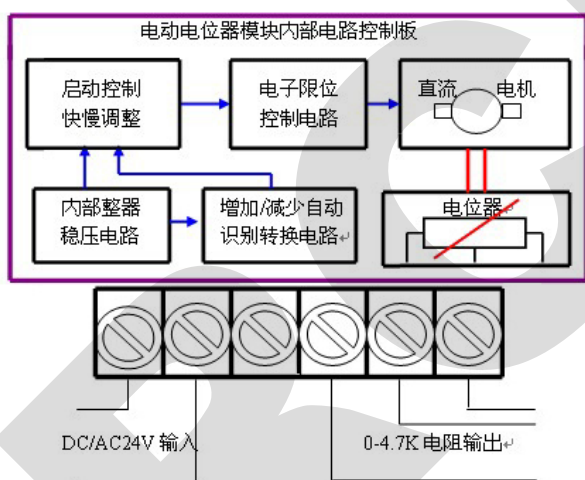 电动电位器模块内部电路控制板
启动控制
快慢调整
电子限位
控制电路
直流 电机
内部整器
稳压电路
增加/减少自动
识别转换电路
电位器
DC/AC24V 输入
0-4.7K 电阻输出